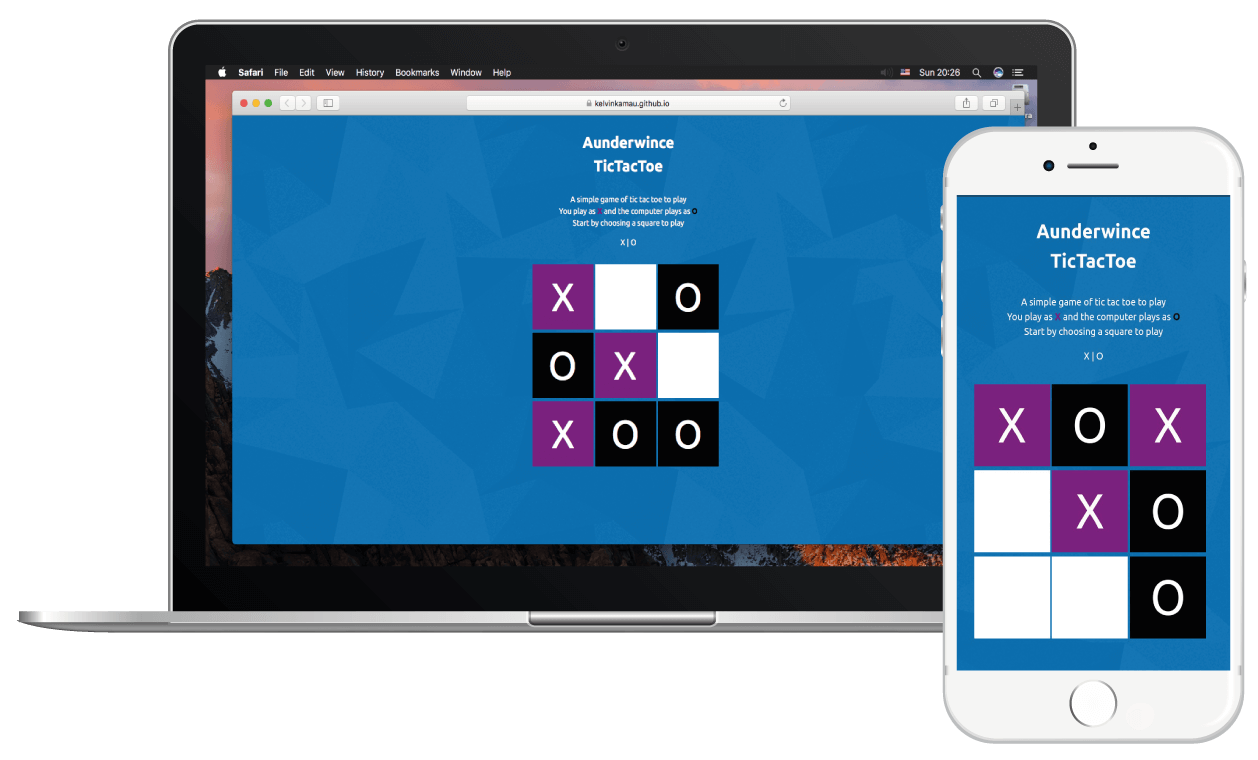 Safari File Edit View History Bookmarks Window Help Sun 20:26
kelvinkamau.github.io
Aunderwince
TicTacToe
A simple game of tic tac toe to play
You play as X and the computer plays as O
Start by choosing a square to play
X | O
X O
O X
X O O
Aunderwince
TicTacToe
A simple game of tic tac toe to play
You play as X and the computer plays as O
Start by choosing a square to play
X | O
X O X
X O
O